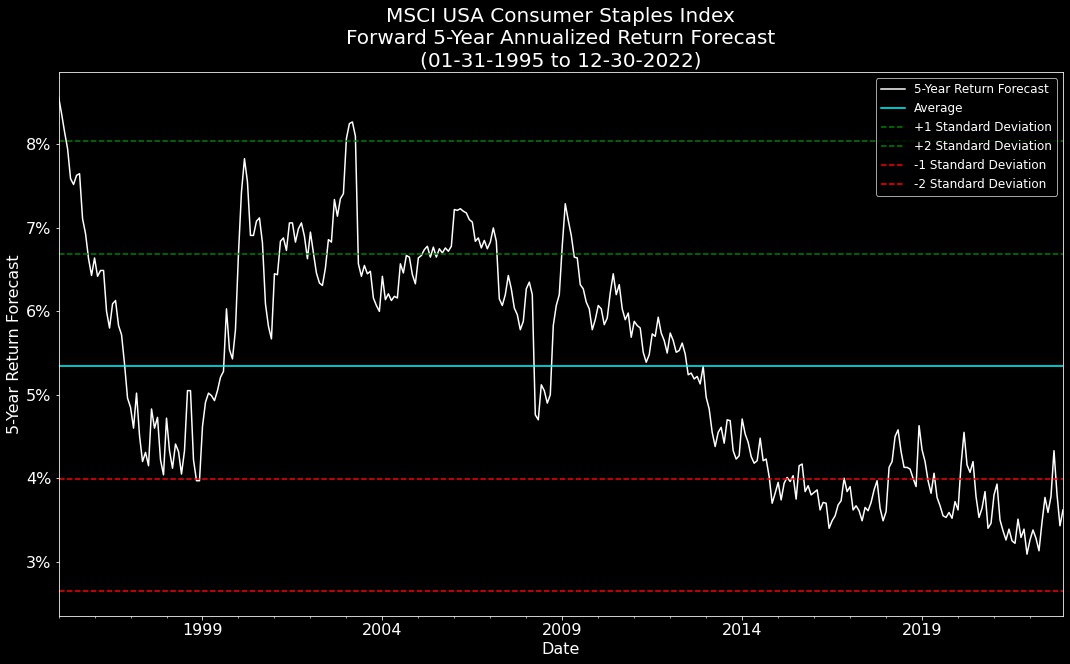 MSCI USA Consumer Staples Index
Forward 5-Year Annualized Return Forecast
(01-31-1995 to 12-30-2022)
5-Year Return Forecast
Average
+1 Standard Deviation
+2 Standard Deviation
-1 Standard Deviation
-2 Standard Deviation
8%
7%
6%
5%
4%
3%
5-Year Return Forecast
1999
2004
2009
2014
2019
Date